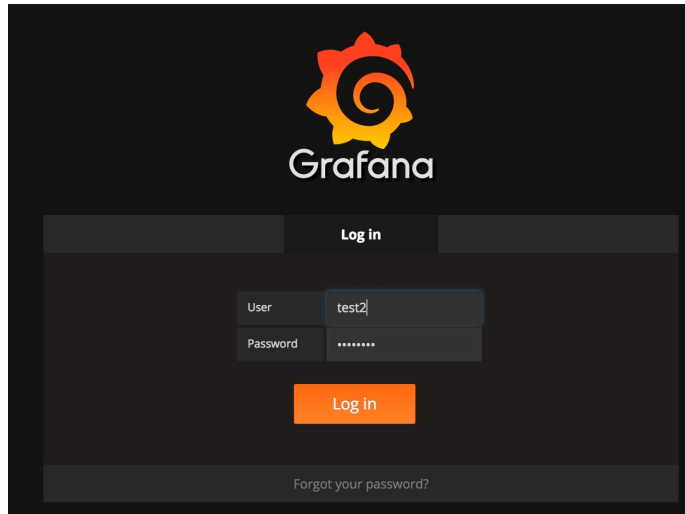 Grafana
Log in
User test2
Password ••••••••
Log in
Forgot your password?